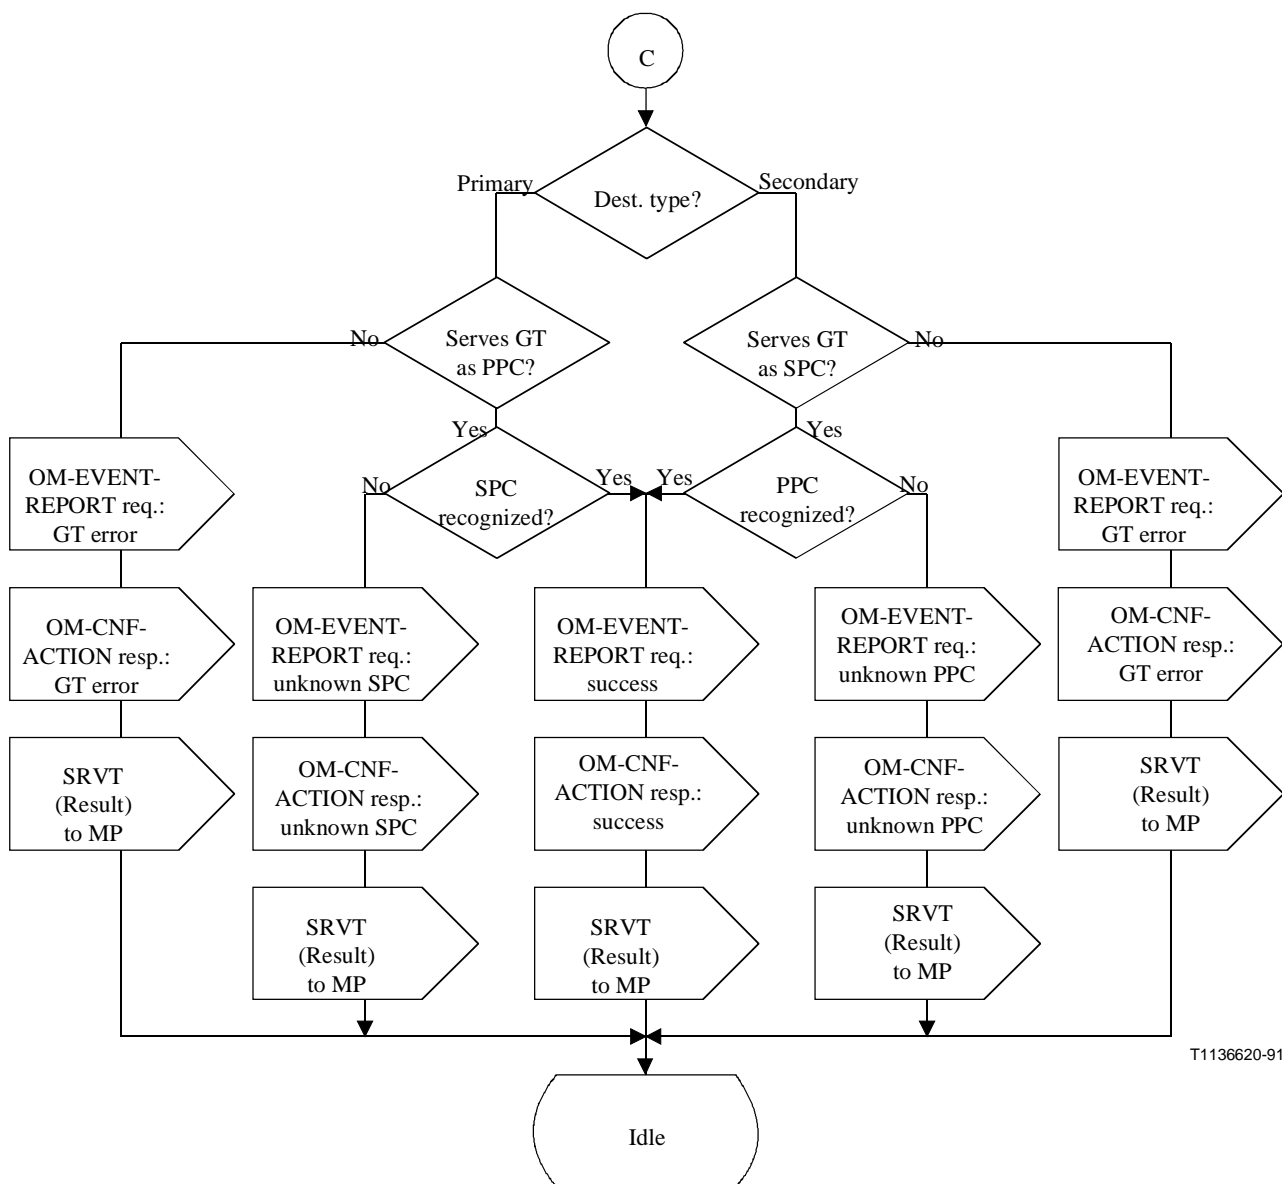 C
Primary
Secondary
Dest. type?
No
Serves GT
as PPC?
Serves GT
as SPC?
No
Yes
Yes
No
SPC
recognized?
Yes
Yes
PPC
recognized?
No
OM-EVENT-
REPORT req.:
GT error
OM-EVENT-
REPORT req.:
GT error
OM-CNF-
ACTION resp.:
GT error
OM-EVENT-
REPORT req.:
unknown SPC
OM-EVENT-
REPORT req.:
success
OM-EVENT-
REPORT req.:
unknown PPC
OM-CNF-
ACTION resp.:
GT error
SRVT
(Result)
to MP
OM-CNF-
ACTION resp.:
unknown SPC
OM-CNF-
ACTION resp.:
success
OM-CNF-
ACTION resp.:
unknown PPC
SRVT
(Result)
to MP
SRVT
(Result)
to MP
SRVT
(Result)
to MP
SRVT
(Result)
to MP
T1136620-91
Idle